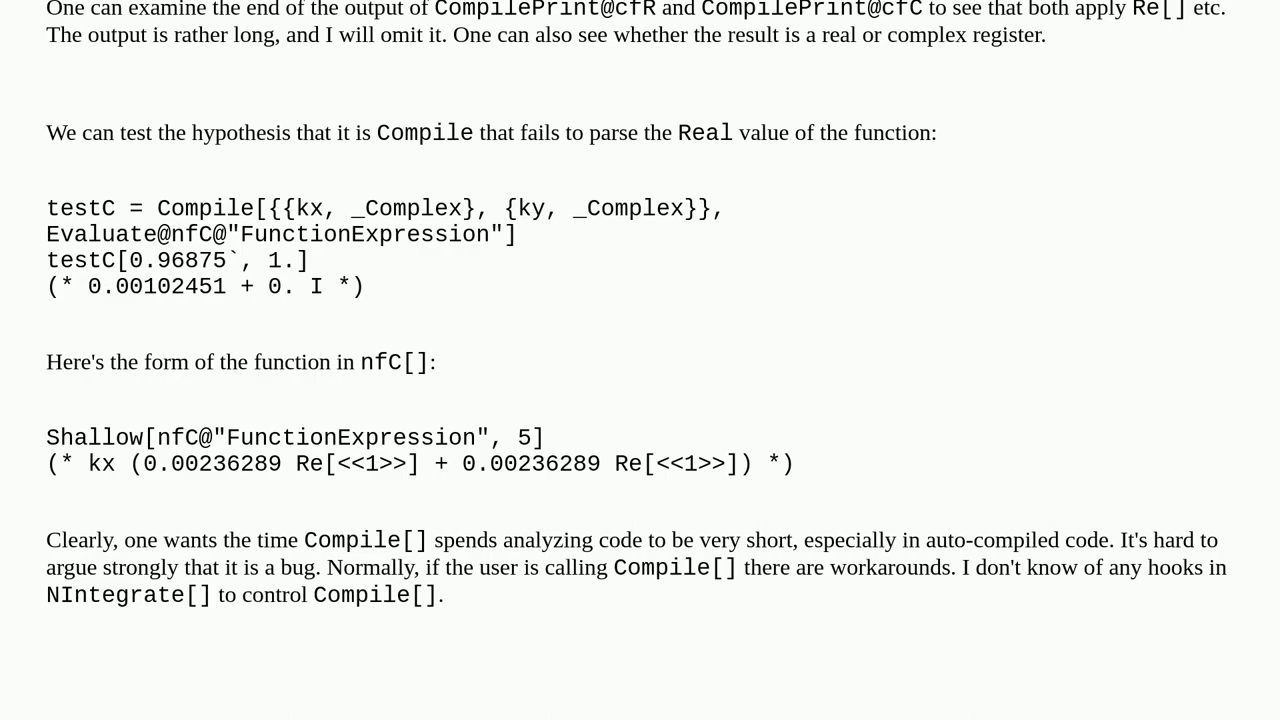 One can examine the end of the output of CompilePrint@cfR and CompilePrint@cfC to see that both apply Re[] etc.
The output is rather long, and I will omit it. One can also see whether the result is a real or complex register.
We can test the hypothesis that it is Compile that fails to parse the Real value of the function:
testC = Compile[{{kx, _Complex}, {ky, _Complex}},
Evaluate@nfC@"FunctionExpression"]
testC[0.96875`, 1.]
(* 0.00102451 + 0. I *)
Here's the form of the function in nfC[]:
Shallow[nfC@"FunctionExpression", 5]
(* kx (0.00236289 Re[<<1>>] + 0.00236289 Re[<<1>>]) *)
Clearly, one wants the time Compile[] spends analyzing code to be very short, especially in auto-compiled code. It's hard to
argue strongly that it is a bug. Normally, if the user is calling Compile[] there are workarounds. I don't know of any hooks in
NIntegrate[] to control Compile[].